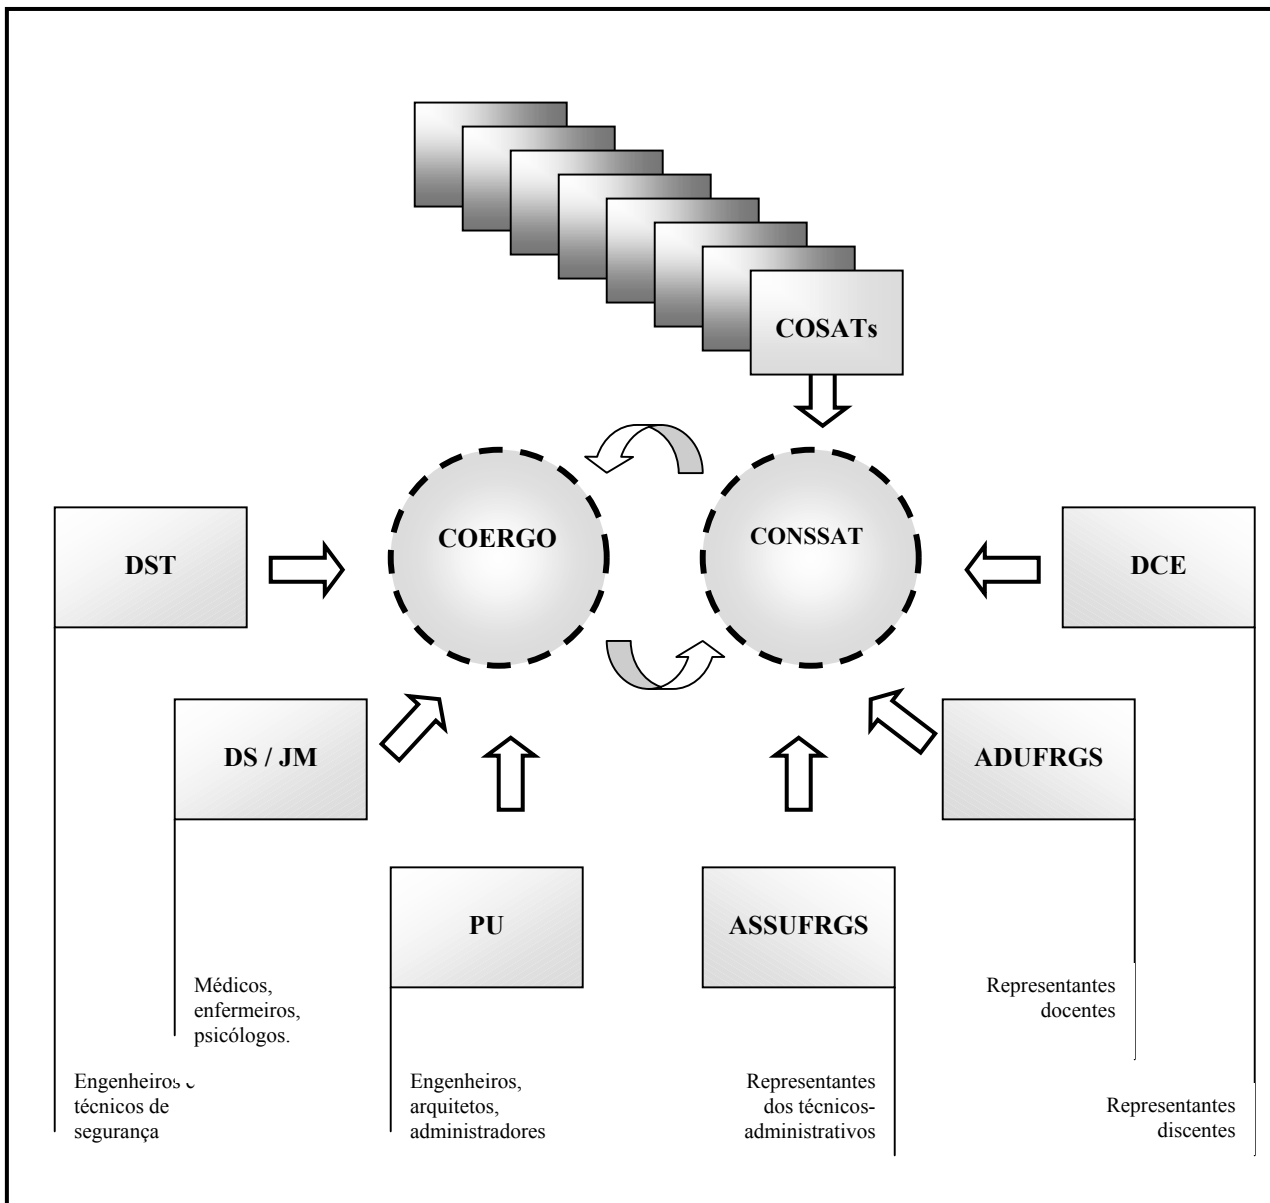 COSATs
COERGO
CONSSAT
DST
DCE
DS / JM
ADUFRGS
PU
ASSUFRGS
Médicos,
enfermeiros,
psicólogos.
Representantes
docentes
Engenheiros
técnicos de
segurança
Engenheiros,
arquitetos,
administradores
Representantes
dos técnicos-
administrativos
Representantes
discentes